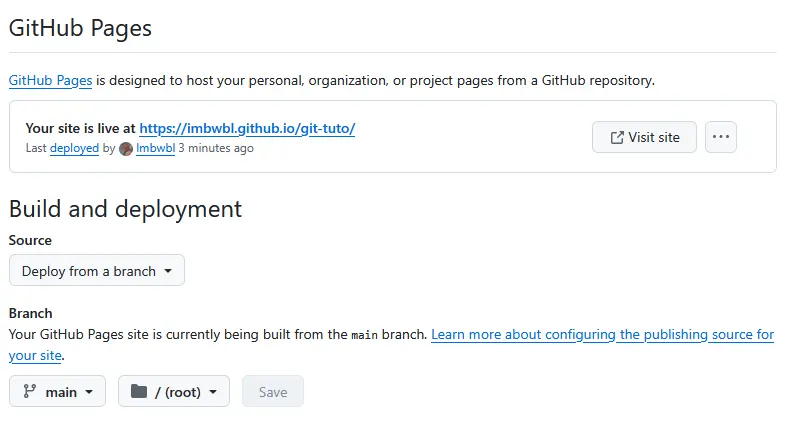 GitHub Pages
GitHub Pages is designed to host your personal, organization, or project pages from a GitHub repository.
Your site is live at https://imbwbl.github.io/git-tuto/
Visit site
Last deployed by Imbwbl 3 minutes ago
Build and deployment
Source
Deploy from a branch
Branch
Your GitHub Pages site is currently being built from the main branch. Learn more about configuring the publishing source for
your site.
main
/ (root)
Save